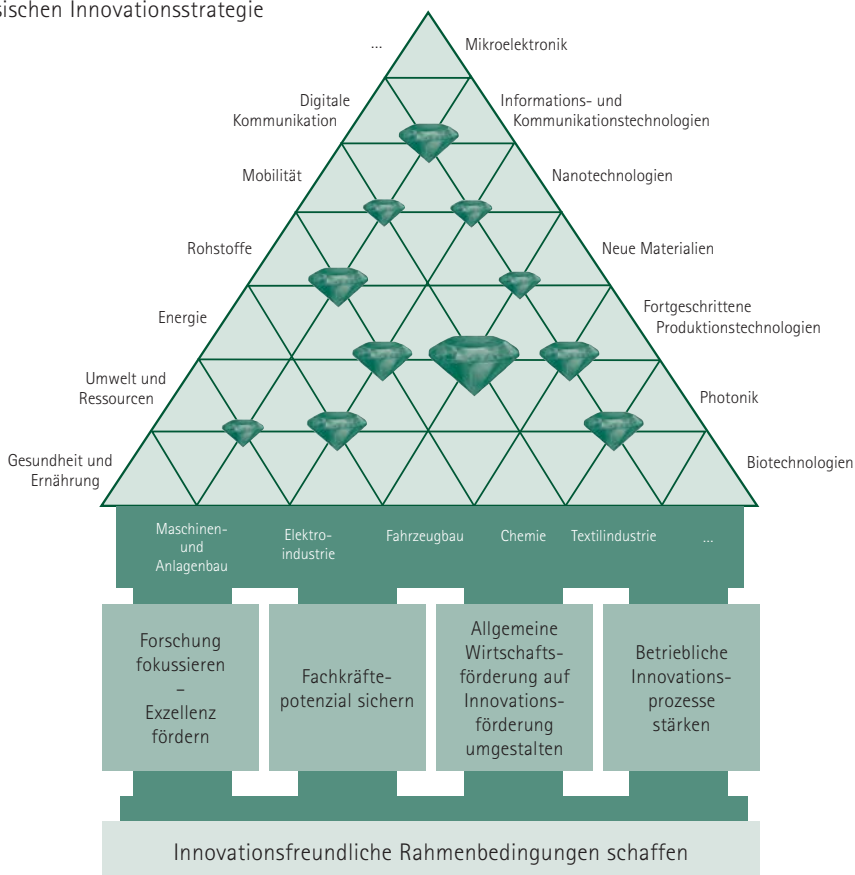 sischen Innovationsstrategie
...
Mikroelektronik
Digitale
Kommunikation
Informations- und
Kommunikationstechnologien
Mobilität
Nanotechnologien
Rohstoffe
Neue Materialien
Energie
Fortgeschrittene
Produktionstechnologien
Umwelt und
Ressourcen
Photonik
Gesundheit und
Ernährung
Biotechnologien
Maschinen-
und
Anlagenbau
Elektro-
industrie
Fahrzeugbau
Chemie
Textilindustrie
...
Forschung
fokussieren
–
Exzellenz
fördern
Fachkräfte-
potenzial sichern
Allgemeine
Wirtschafts-
förderung auf
Innovations-
förderung
umgestalten
Betriebliche
Innovations-
prozesse
stärken
Innovationsfreundliche Rahmenbedingungen schaffen